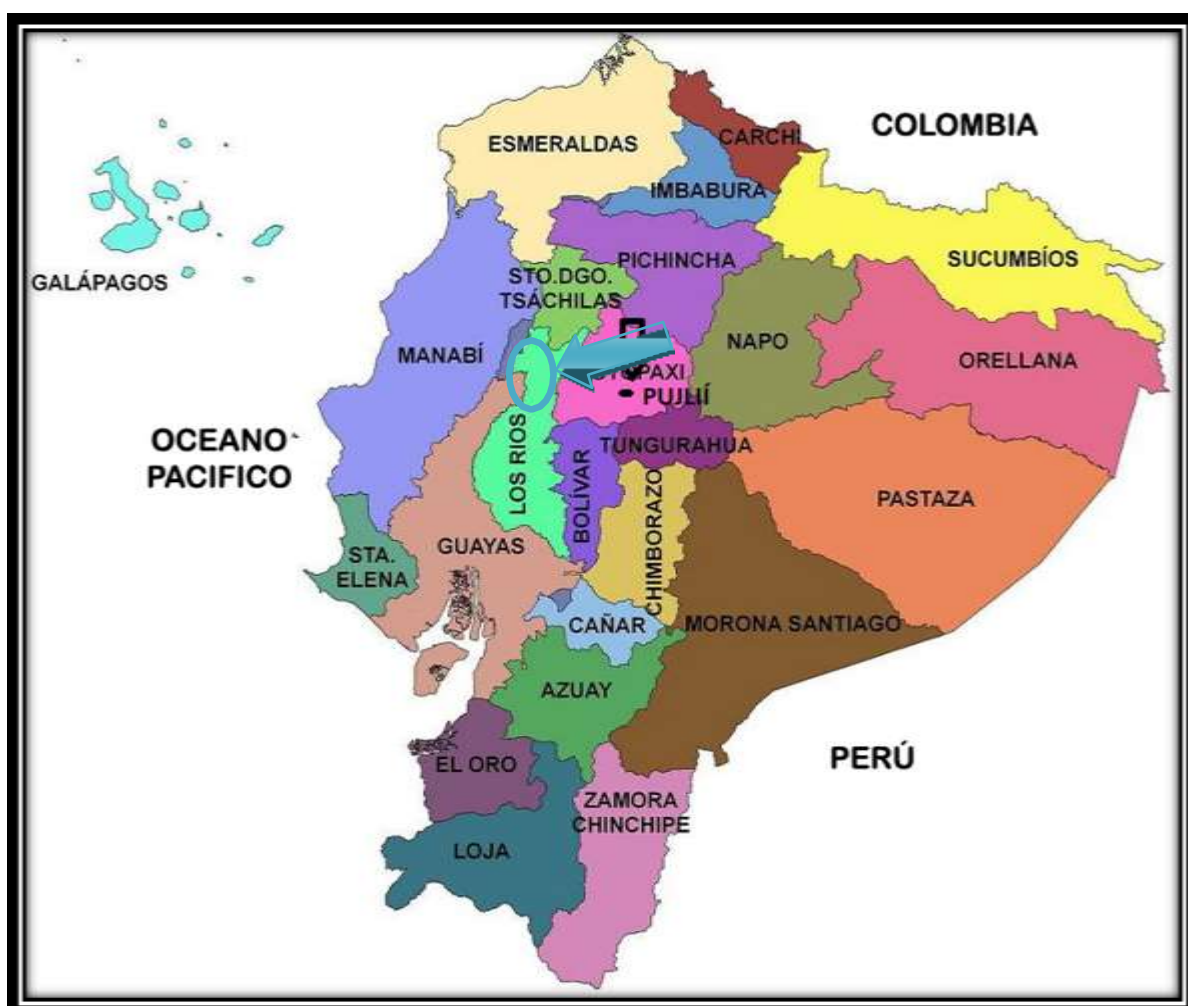 COLOMBIA
CARCHI
ESMERALDAS
IMBABURA
PICHINCHA
SUCUMBÍOS
STO.DGO.
TSÁCHILAS
GALÁPAGOS
NAPO
ORELLANA
MANABÍ
PUJILÍ
OCEANO
PACIFICO
TUNGURAHUA
LOS RIOS
BOLÍVAR
CHIMBORAZO
PASTAZA
GUAYAS
STA.
ELENA
CAÑAR
MORONA SANTIAGO
AZUAY
PERÚ
EL ORO
ZAMORA
CHINCHIPE
LOJA